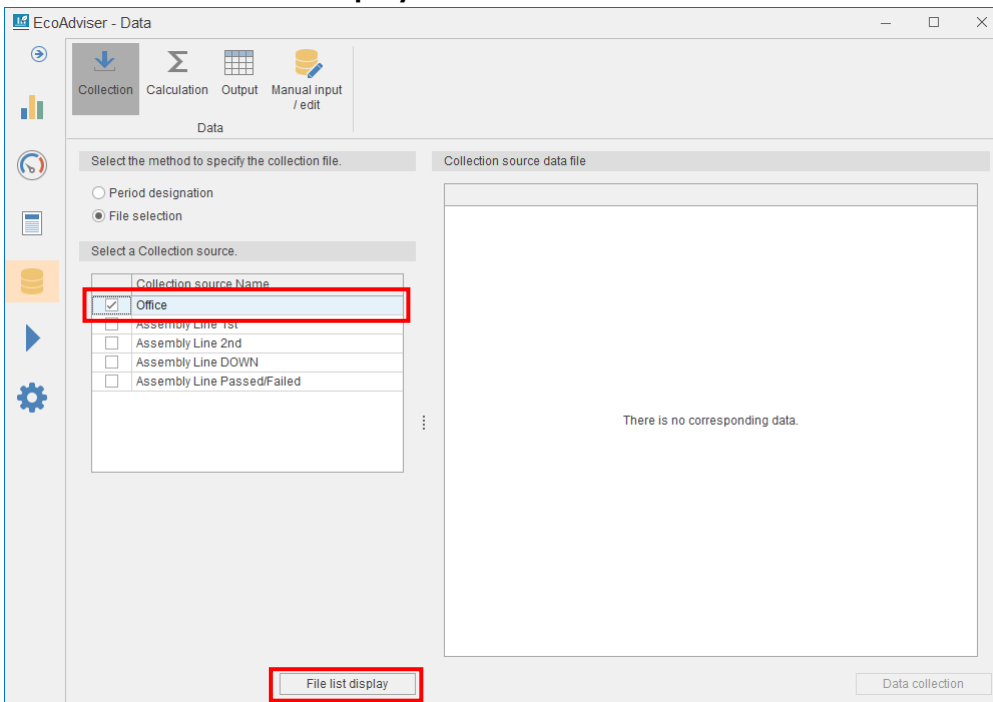 EcoAdviser - Data
Collection
Calculation
Output
Manual input
/ edit
Data
Select the method to specify the collection file.
Period designation
File selection
Select a Collection source.
Collection source Name
Office
Assembly Line 1st
Assembly Line 2nd
Assembly Line DOWN
Assembly Line Passed/Failed
File list display
Collection source data file
There is no corresponding data.
Data collection